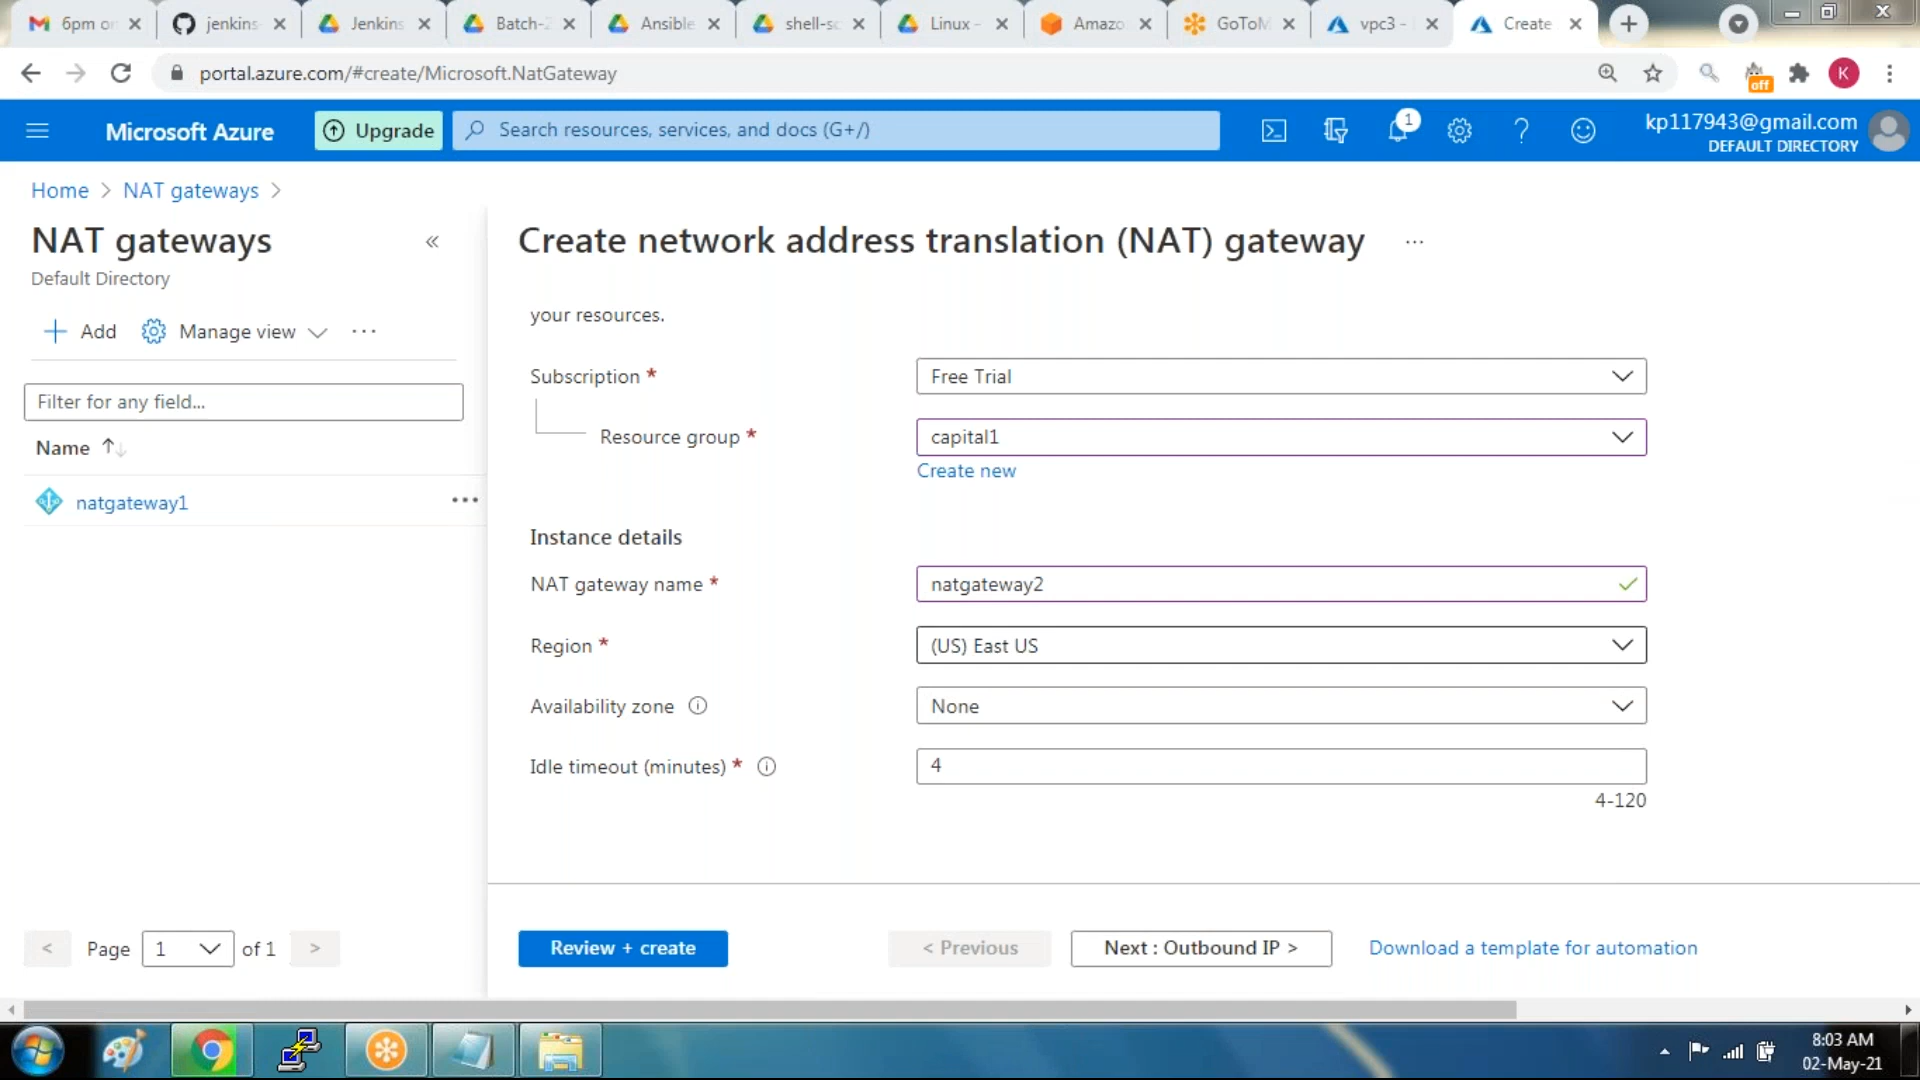 6pm on
jenkins-
Jenkins
Batch-2
Ansible
shell-sc
Linux -
Amazo
GoToM
vpc3 -
Create
portal.azure.com/#create/Microsoft.NatGateway
off
K
Microsoft Azure
Upgrade
Search resources, services, and docs (G+/)
1
kp117943@gmail.com
DEFAULT DIRECTORY
Home > NAT gateways >
NAT gateways
«
Default Directory
Create network address translation (NAT) gateway ...
Add
Manage view
...
Filter for any field...
Name ↑↓
natgateway1 ...
your resources.
Subscription *
Free Trial
Resource group *
capital1
Create new
Instance details
NAT gateway name *
natgateway2
Region *
(US) East US
Availability zone
None
Idle timeout (minutes) *
4
4-120
< Page 1 of 1 >
Review + create
< Previous
Next : Outbound IP >
Download a template for automation
8:03 AM
02-May-21